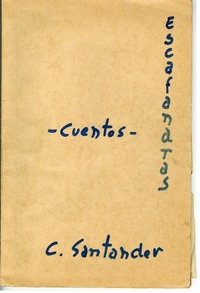 Escafandras
-Cuentos-
C. Santander